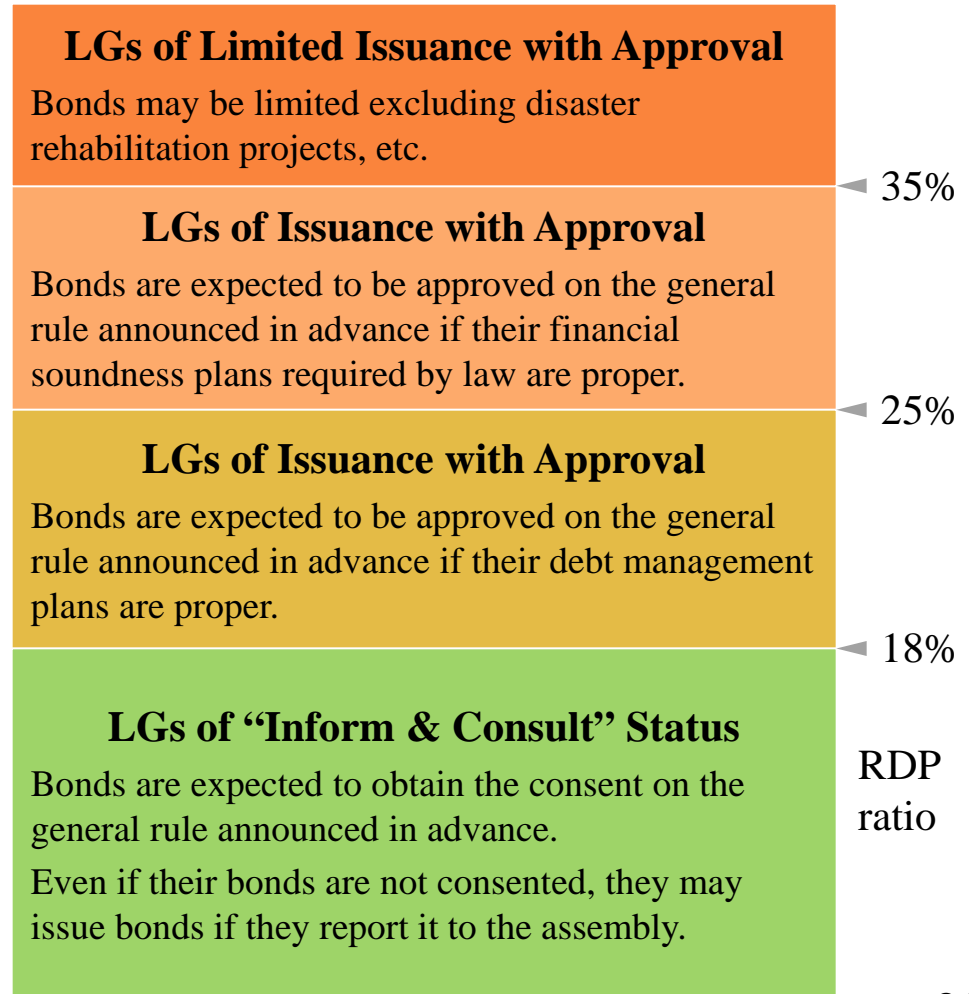 LGs of Limited Issuance with Approval
Bonds may be limited excluding disaster
rehabilitation projects, etc.
35%
LGs of Issuance with Approval
Bonds are expected to be approved on the general
rule announced in advance if their financial
soundness plans required by law are proper.
25%
LGs of Issuance with Approval
Bonds are expected to be approved on the general
rule announced in advance if their debt management
plans are proper.
18%
LGs of “Inform & Consult” Status
Bonds are expected to obtain the consent on the
general rule announced in advance.
Even if their bonds are not consented, they may
issue bonds if they report it to the assembly.
RDP
ratio